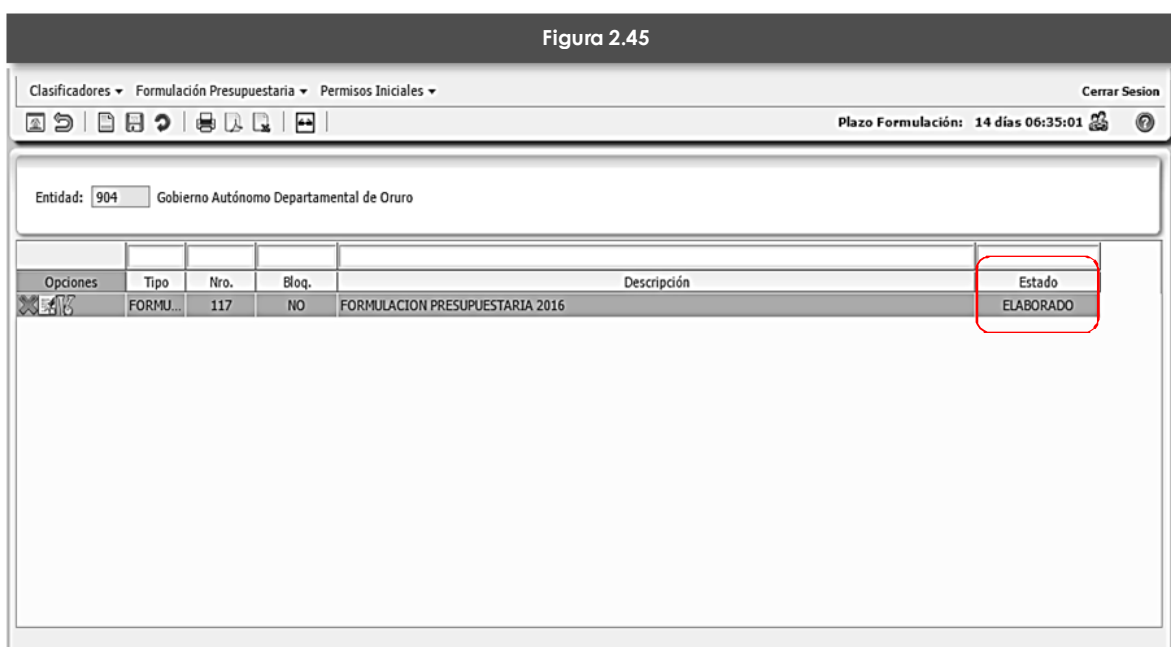 Figura 2.45
Clasificadores Formulación Presupuestaria Permisos Iniciales Cerrar Sesion
Plazo Formulación: 14 días 06:35:01
Entidad: 904 Gobierno Autónomo Departamental de Oruro
Opciones Tipo Nro. Bloq. Descripción Estado
FORMU... 117 NO FORMULACION PRESUPUESTARIA 2016 ELABORADO